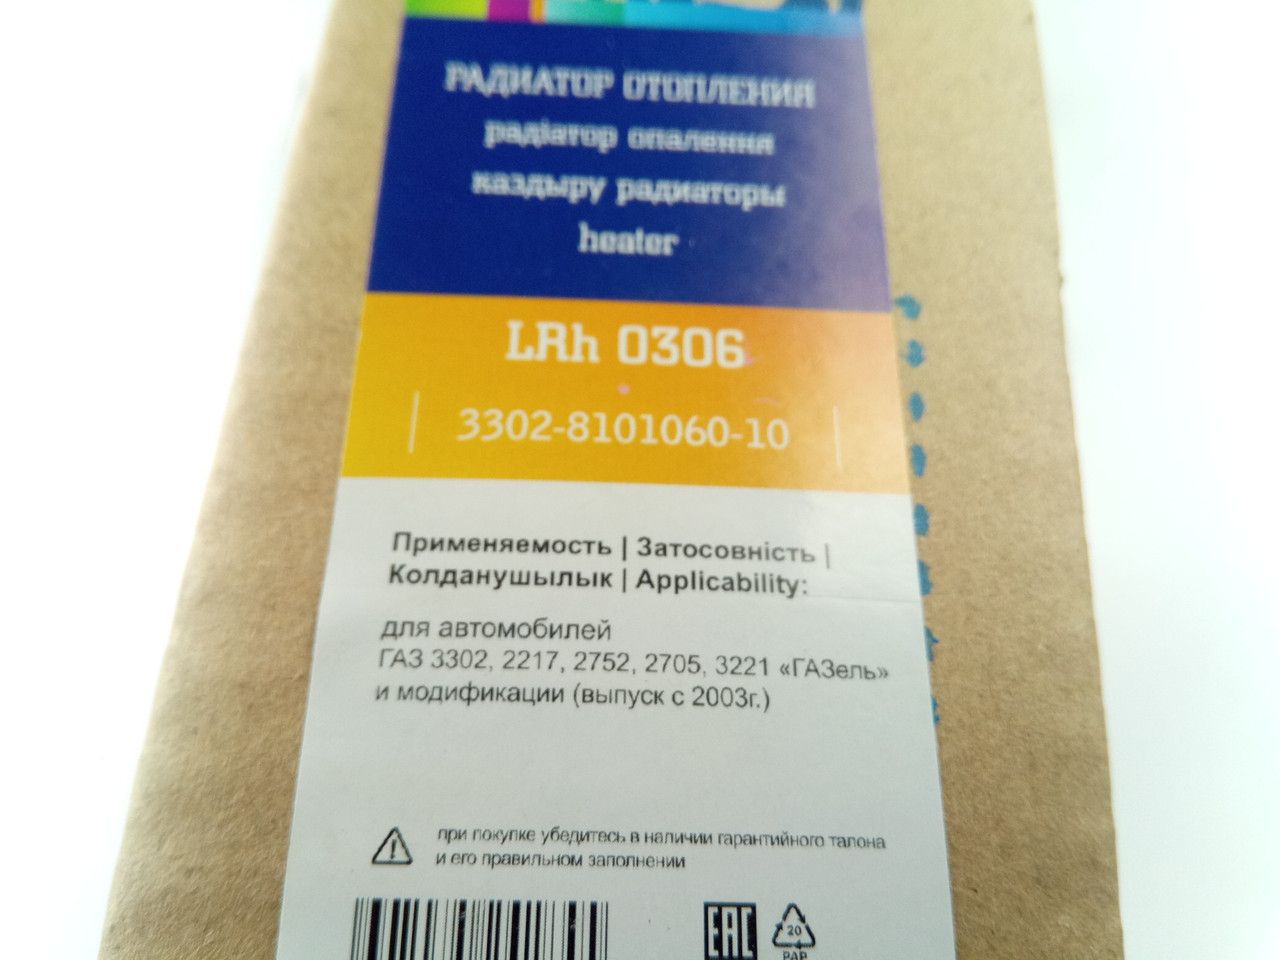 РАДИАТОР ОТОПЛЕНИЯ
радіатор опалення
каздыру радиаторы
heater
LRh 0306
3302-8101060-10
Применяемость | Затосовність |
Колданушылык | Applicability:
для автомобилей
ГАЗ 3302, 2217, 2752, 2705, 3221 «ГАЗель»
и модификации (выпуск с 2003г.)
при покупке убедитесь в наличии гарантийного талона
и его правильном заполнении
EAC
20
PAP